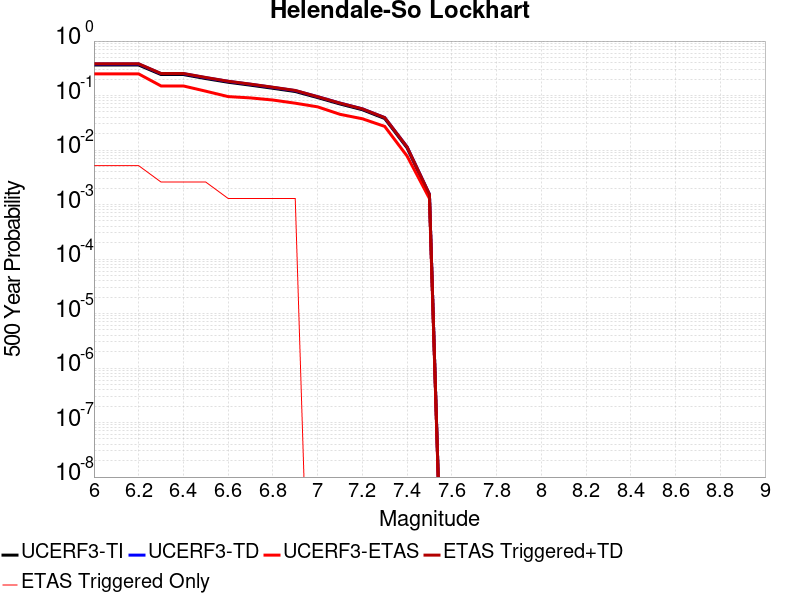 Helendale-So Lockhart
10^0
10^-1
10^-2
10^-3
10^-4
10^-5
10^-6
10^-7
10^-8
500 Year Probability
6 6.2 6.4 6.6 6.8 7 7.2 7.4 7.6 7.8 8 8.2 8.4 8.6 8.8 9
Magnitude
UCERF3-TI UCERF3-TD UCERF3-ETAS ETAS Triggered+TD
ETAS Triggered Only